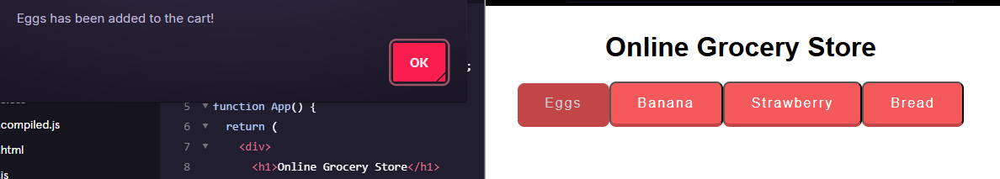 Eggs has been added to the cart!
OK
;
5 function App() {
6 return (
7 <div>
8 <h1>Online Grocery Store</h1>
compiled.js
html
js
Online Grocery Store
Eggs Banana Strawberry Bread